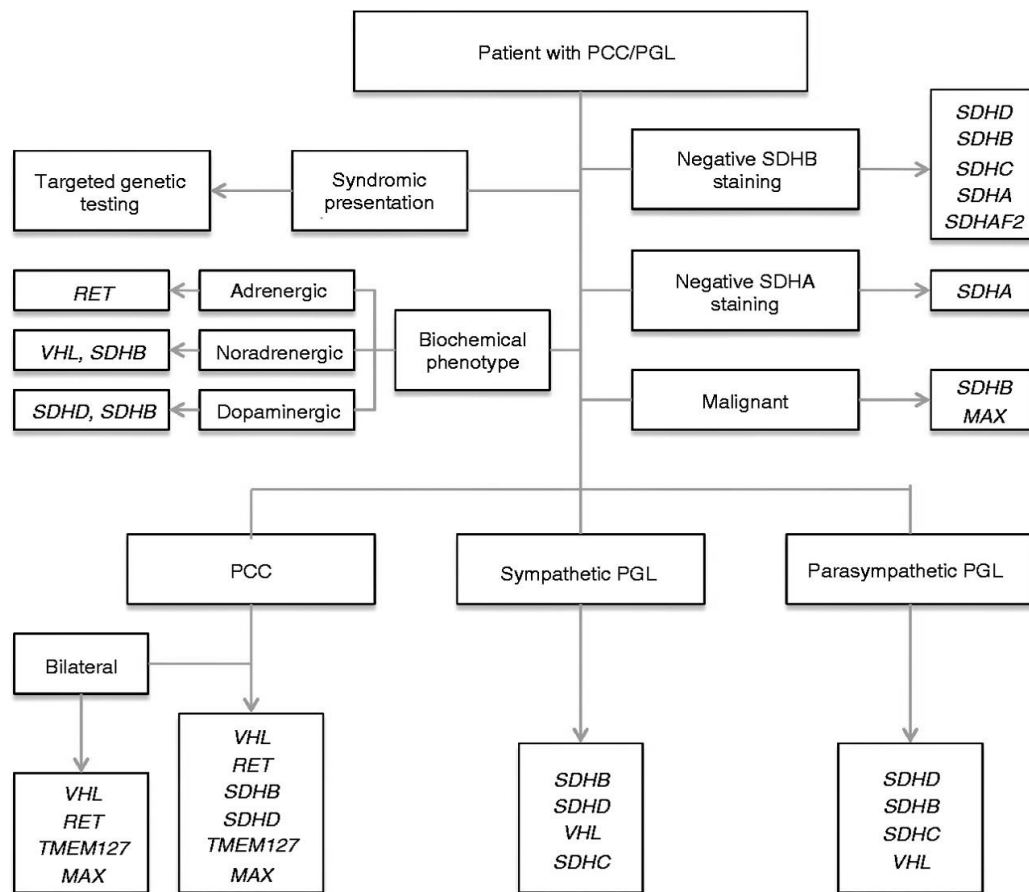 Patient with PCC/PGL
Targeted genetic
testing
Syndromic
presentation
Negative SDHB
staining
SDHD
SDHB
SDHC
SDHA
SDHAF2
RET
Adrenergic
VHL, SDHB
Noradrenergic
SDHD, SDHB
Dopaminergic
Biochemical
phenotype
Negative SDHA
staining
SDHA
Malignant
SDHB
MAX
PCC
Sympathetic PGL
Parasympathetic PGL
Bilateral
VHL
RET
TMEM127
MAX
VHL
RET
SDHB
SDHD
TMEM127
MAX
SDHB
SDHD
VHL
SDHC
SDHD
SDHB
SDHC
VHL